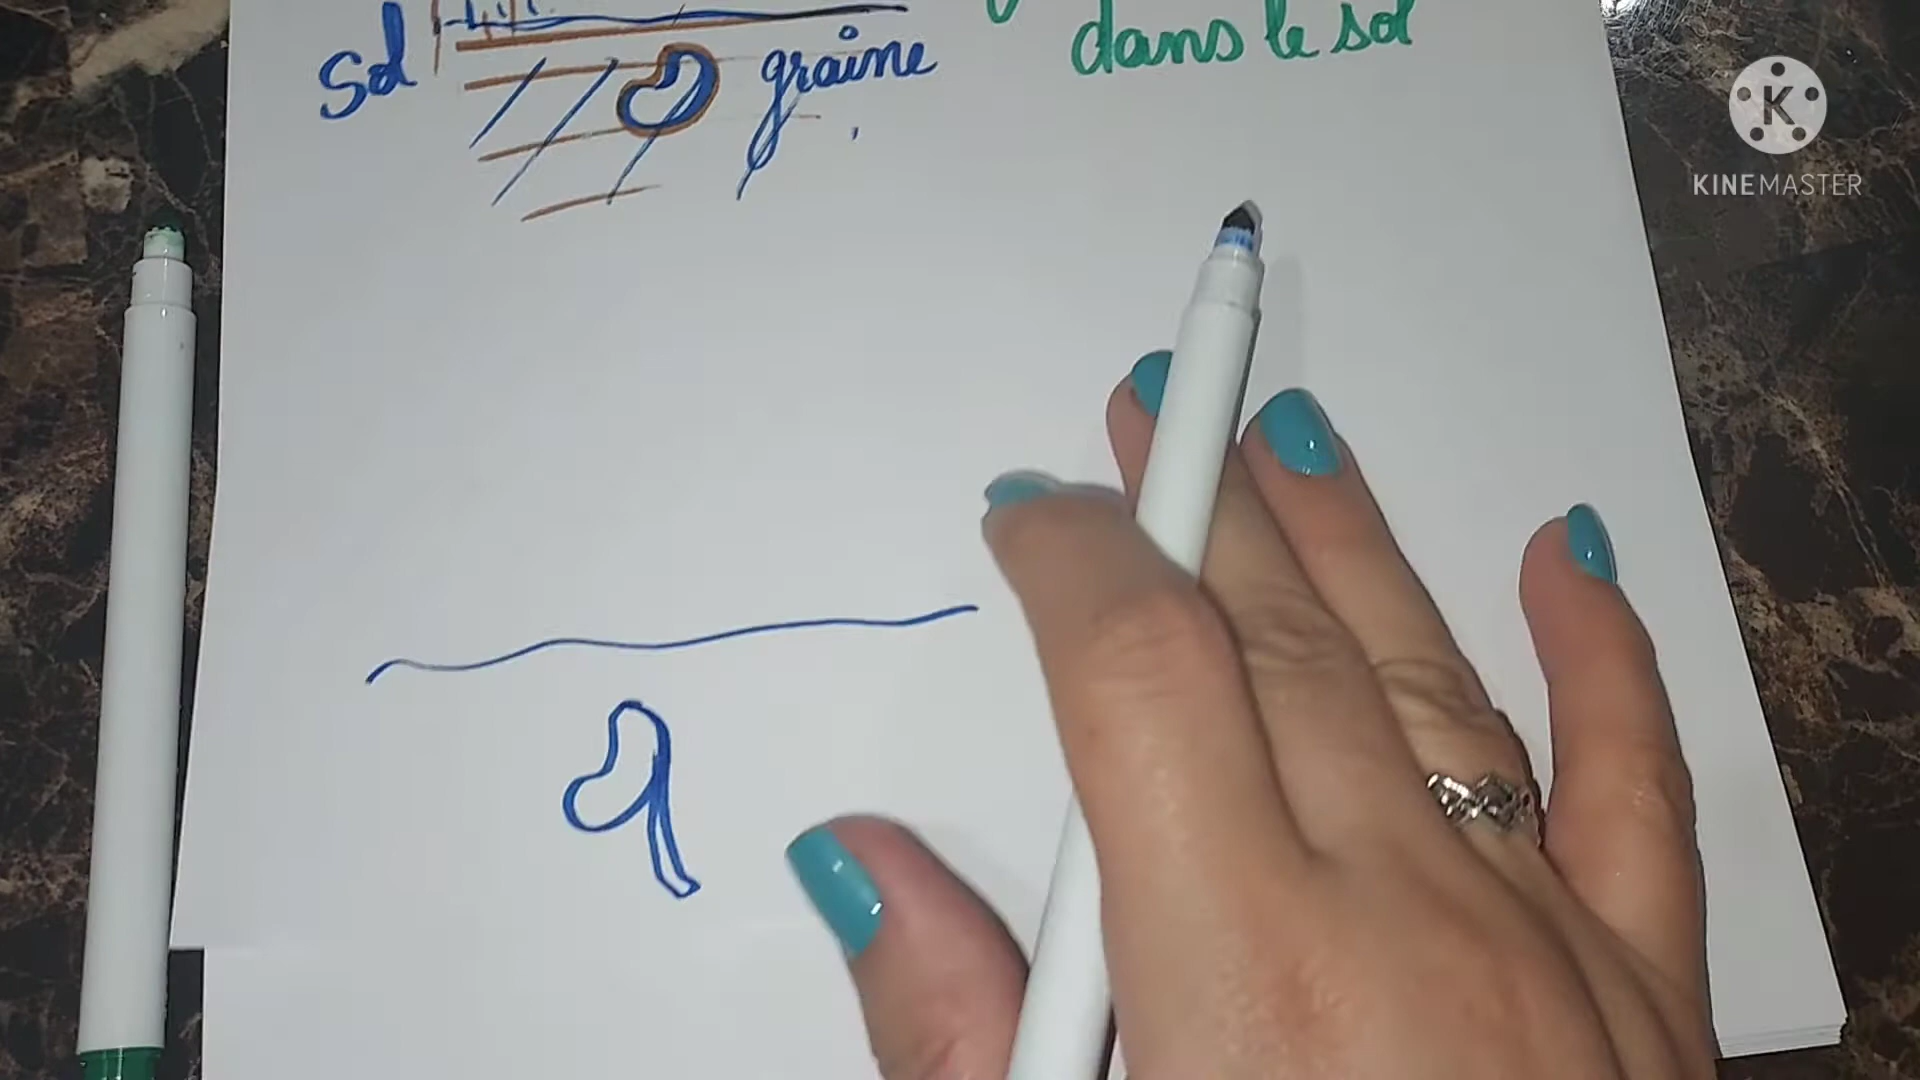 dans le sol
sol
graine
K
KINEMASTER